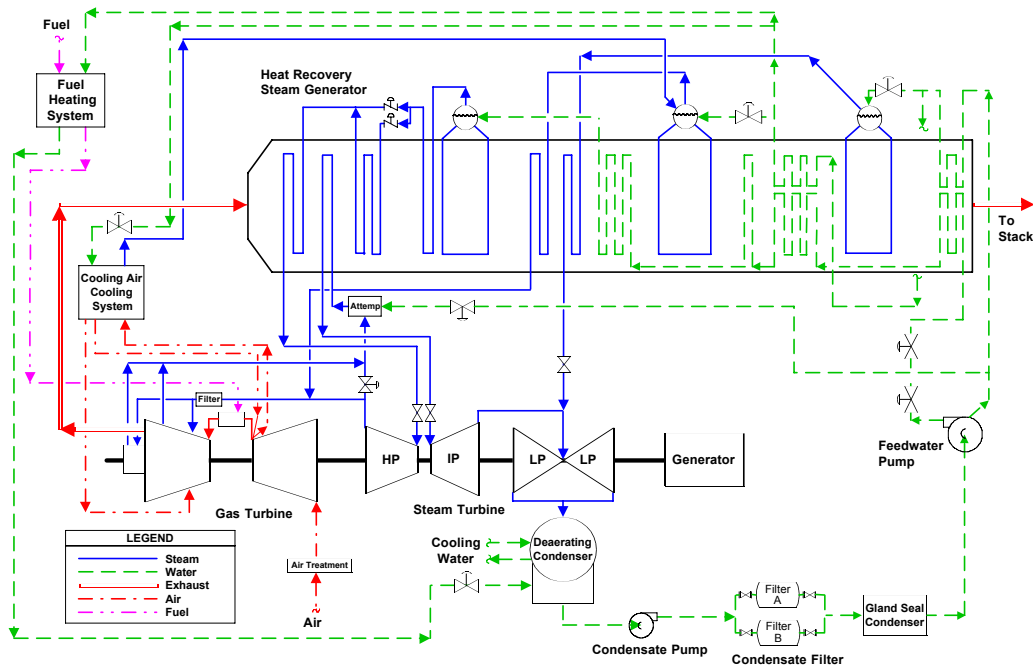 Fuel
Fuel
Heating
System
Heat Recovery
Steam Generator
To
Stack
Cooling Air
Cooling
System
Attemp
Filter
HP
IP
LP
LP
Generator
Feedwater
Pump
Gas Turbine
Steam Turbine
LEGEND
Steam
Water
Exhaust
Air
Fuel
Air Treatment
Air
Cooling
Water
Deaerating
Condenser
Condensate Pump
Filter
A
Filter
B
Condensate Filter
Gland Seal
Condenser